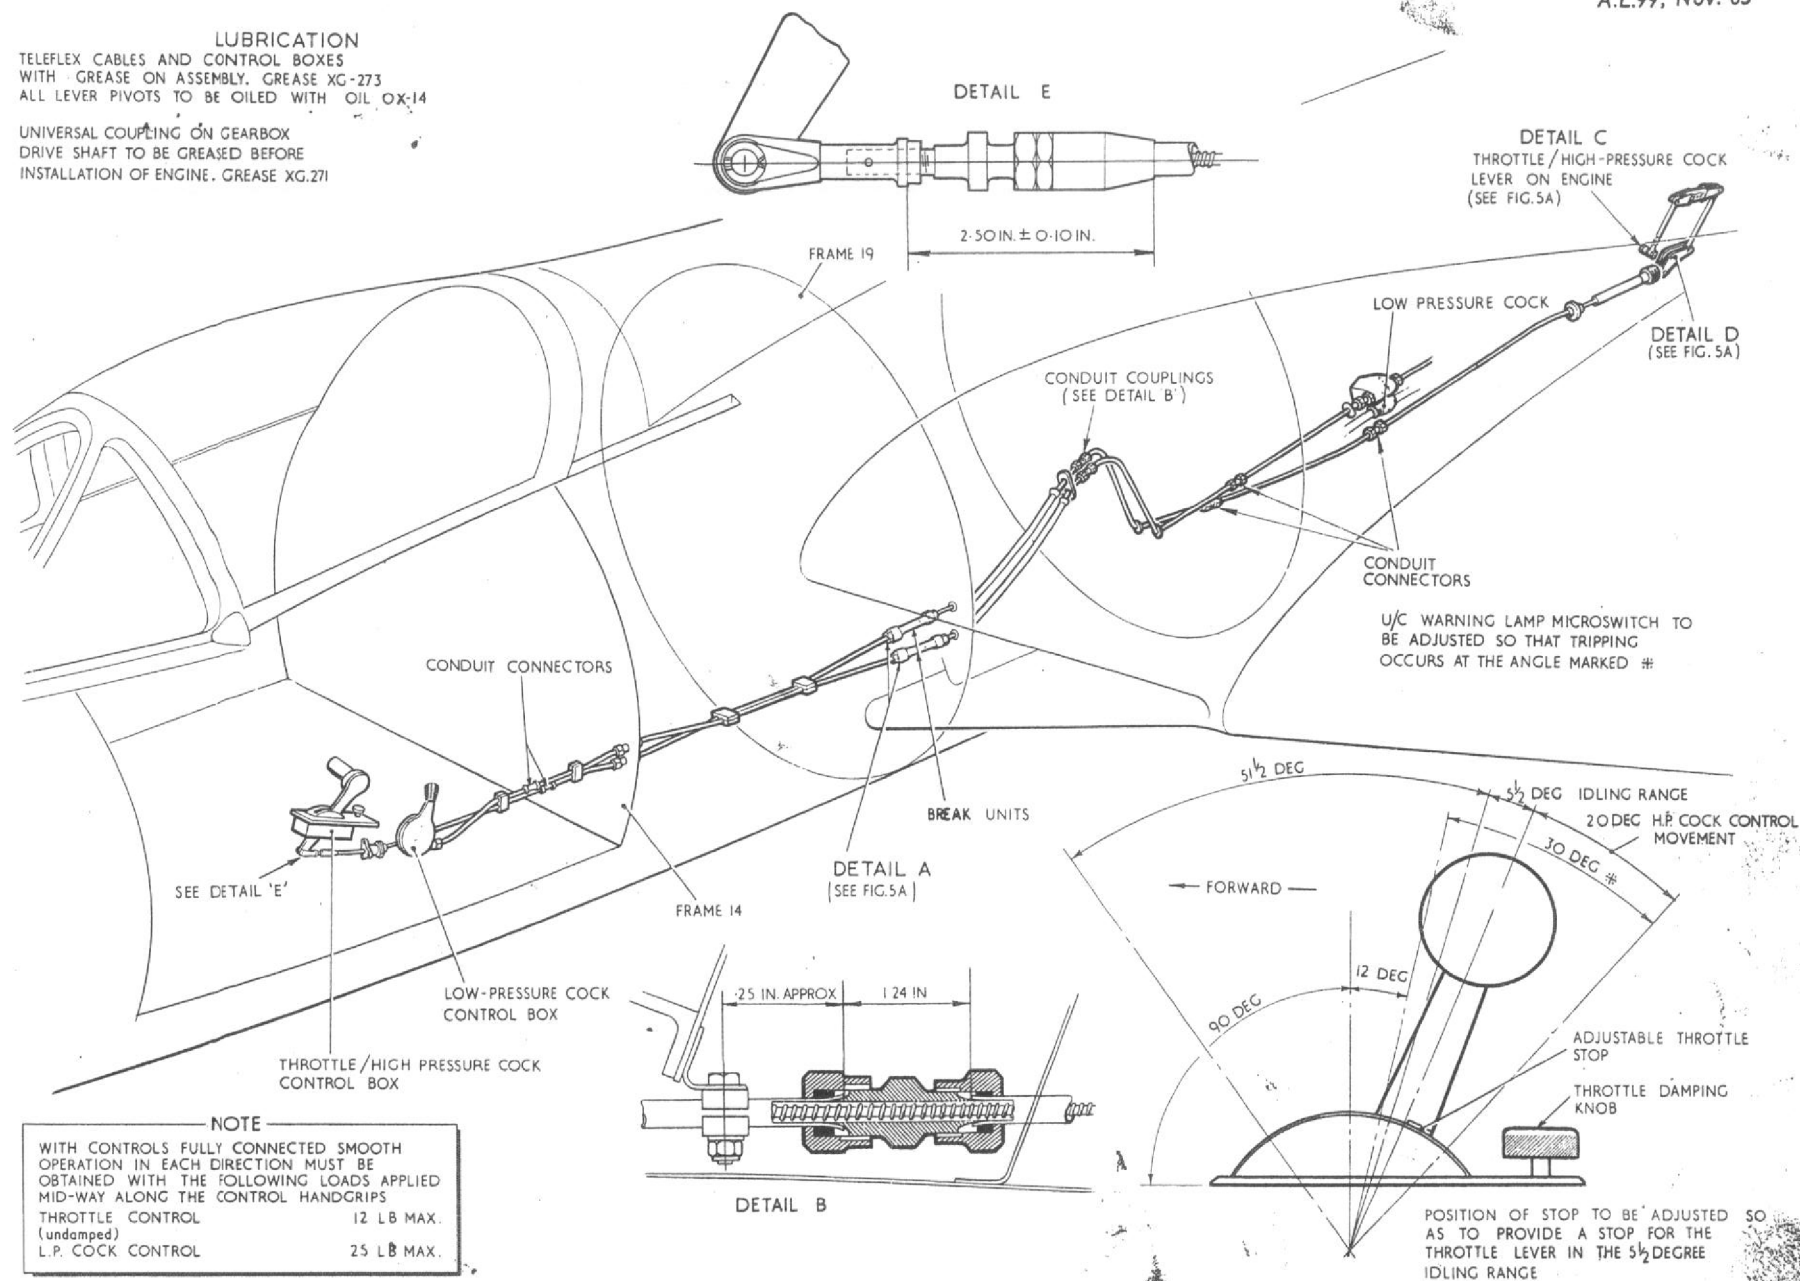 A.L.99, NOV. 65
LUBRICATION
TELEFLEX CABLES AND CONTROL BOXES
WITH GREASE ON ASSEMBLY. GREASE XG-273
ALL LEVER PIVOTS TO BE OILED WITH OIL OX-14
UNIVERSAL COUPLING ON GEARBOX
DRIVE SHAFT TO BE GREASED BEFORE
INSTALLATION OF ENGINE. GREASE XG.271
DETAIL E
2·50 IN. ± 0·10 IN.
FRAME 19
DETAIL C
THROTTLE/HIGH-PRESSURE COCK
LEVER ON ENGINE
(SEE FIG.5A)
LOW PRESSURE COCK
DETAIL D
(SEE FIG. 5A)
CONDUIT COUPLINGS
(SEE DETAIL 'B')
CONDUIT
CONNECTORS
U/C WARNING LAMP MICROSWITCH TO
BE ADJUSTED SO THAT TRIPPING
OCCURS AT THE ANGLE MARKED ⋕
CONDUIT CONNECTORS
BREAK UNITS
DETAIL A
(SEE FIG.5A)
SEE DETAIL 'E'
FRAME 14
LOW-PRESSURE COCK
CONTROL BOX
THROTTLE/HIGH PRESSURE COCK
CONTROL BOX
51½ DEG
5½ DEG IDLING RANGE
20 DEG H.P. COCK CONTROL
MOVEMENT
30 DEG ⋕
FORWARD
12 DEG
90 DEG
ADJUSTABLE THROTTLE
STOP
THROTTLE DAMPING
KNOB
POSITION OF STOP TO BE ADJUSTED SO
AS TO PROVIDE A STOP FOR THE
THROTTLE LEVER IN THE 5½ DEGREE
IDLING RANGE
·25 IN. APPROX
1 24 IN
DETAIL B
NOTE
WITH CONTROLS FULLY CONNECTED SMOOTH
OPERATION IN EACH DIRECTION MUST BE
OBTAINED WITH THE FOLLOWING LOADS APPLIED
MID-WAY ALONG THE CONTROL HANDGRIPS
THROTTLE CONTROL 12 LB MAX.
(undamped)
L.P. COCK CONTROL 25 LB MAX.